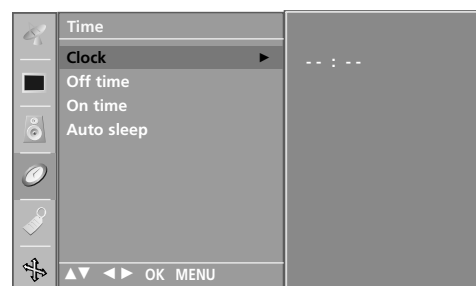 Time
Clock ►
-- : --
Off time
On time
Auto sleep
▲▼ ◄► OK MENU